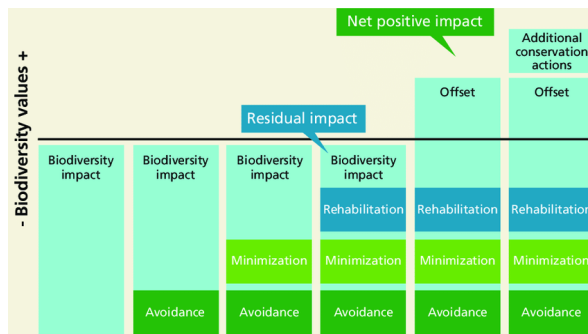 Net positive impact
Additional
conservation
actions
Offset
Offset
Residual impact
- Biodiversity values +
Biodiversity
impact
Biodiversity
impact
Biodiversity
impact
Biodiversity
impact
Rehabilitation
Rehabilitation
Rehabilitation
Minimization
Minimization
Minimization
Minimization
Avoidance
Avoidance
Avoidance
Avoidance
Avoidance